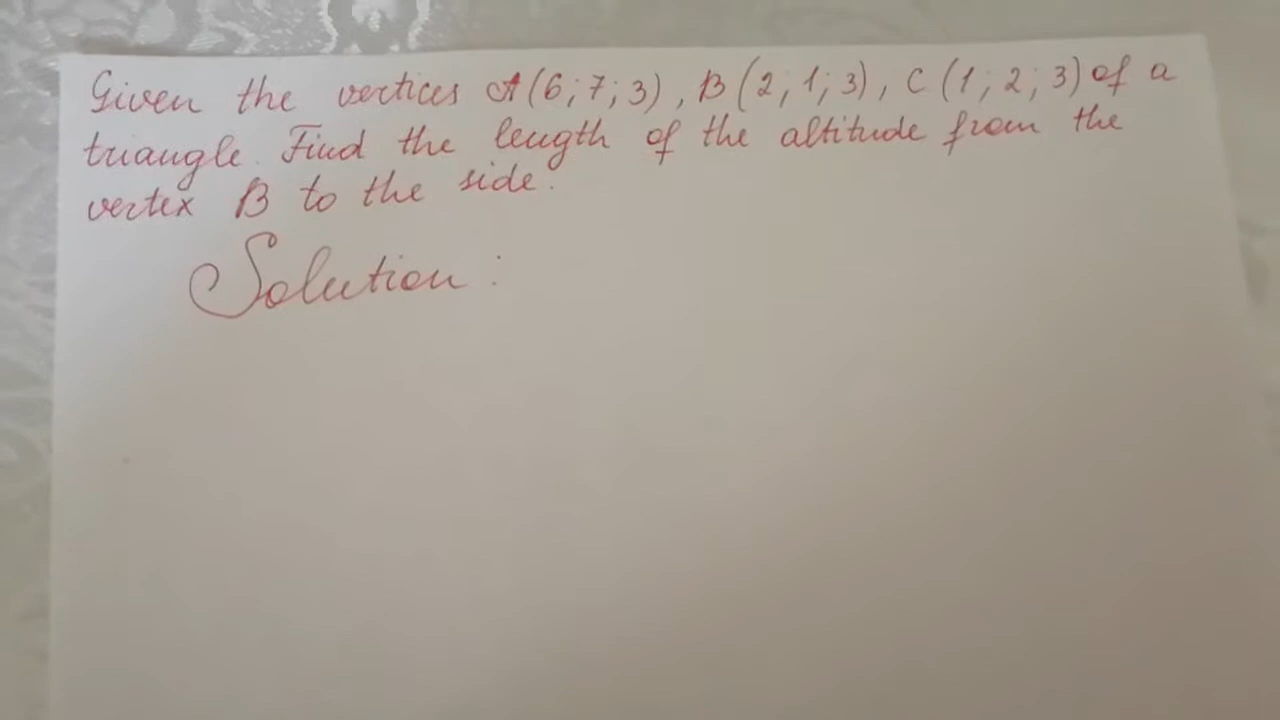 Given the vertices A(6;7;3), B(2;1;3), C(1;2;3) of a
triangle. Find the length of the altitude from the
vertex B to the side.
Solution: